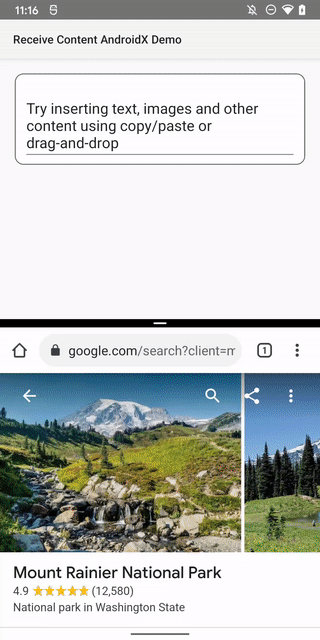 11:16
Receive Content AndroidX Demo
Try inserting text, images and other
content using copy/paste or
drag-and-drop
google.com/search?client=m
1
Mount Rainier National Park
4.9 ★★★★★ (12,580)
National park in Washington State